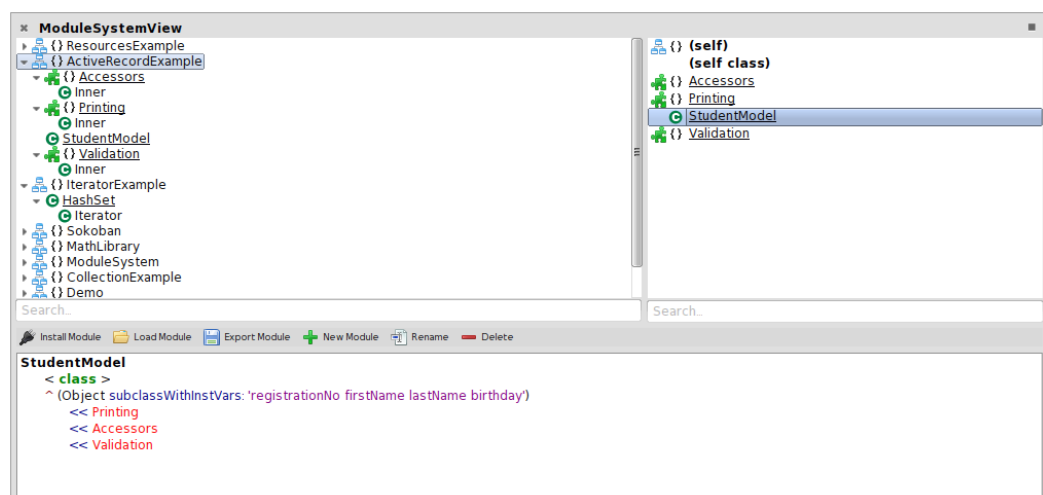 ModuleSystemView
{} ResourcesExample
{} ActiveRecordExample
{} Accessors
Inner
{} Printing
Inner
StudentModel
{} Validation
Inner
{} IteratorExample
HashSet
Iterator
{} Sokoban
{} MathLibrary
{} ModuleSystem
{} CollectionExample
{} Demo
Search..
{} (self)
(self class)
{} Accessors
{} Printing
StudentModel
{} Validation
Search..
Install Module Load Module Export Module New Module Rename Delete
StudentModel
< class >
^ (Object subclassWithInstVars: 'registrationNo firstName lastName birthday')
<< Printing
<< Accessors
<< Validation